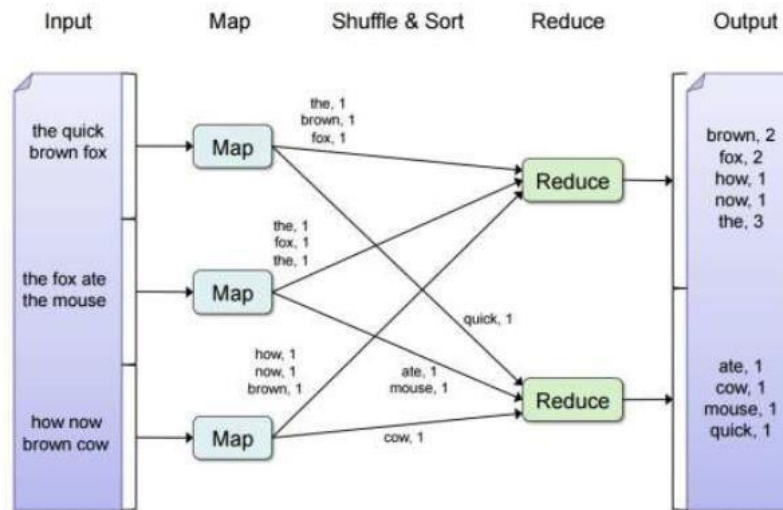 Input
Map
Shuffle & Sort
Reduce
Output
the quick
brown fox
Map
the, 1
brown, 1
fox, 1
Reduce
brown, 2
fox, 2
how, 1
now, 1
the, 3
the fox ate
the mouse
Map
the, 1
fox, 1
the, 1
quick, 1
how now
brown cow
Map
how, 1
now, 1
brown, 1
ate, 1
mouse, 1
cow, 1
Reduce
ate, 1
cow, 1
mouse, 1
quick, 1